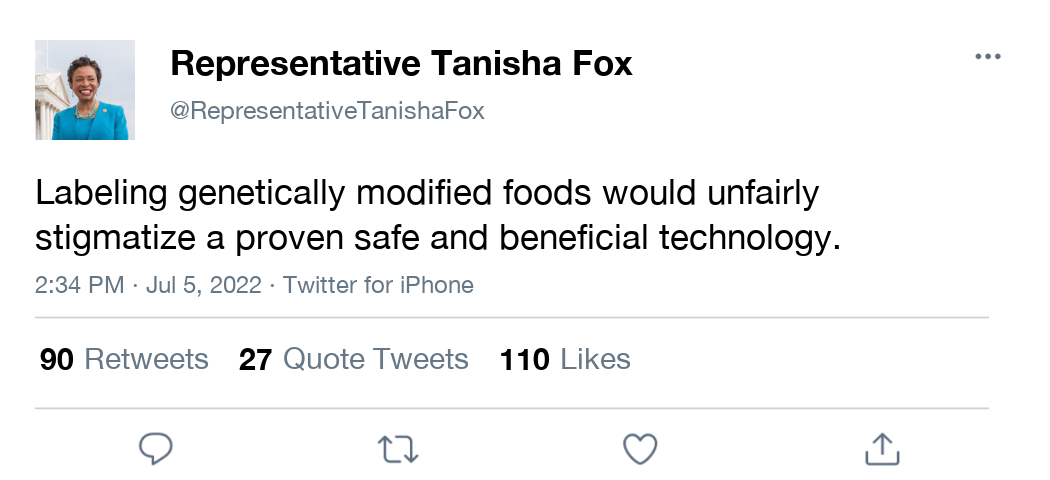 Representative Tanisha Fox
@RepresentativeTanishaFox
Labeling genetically modified foods would unfairly
stigmatize a proven safe and beneficial technology.
2:34 PM · Jul 5, 2022 · Twitter for iPhone
90 Retweets 27 Quote Tweets 110 Likes